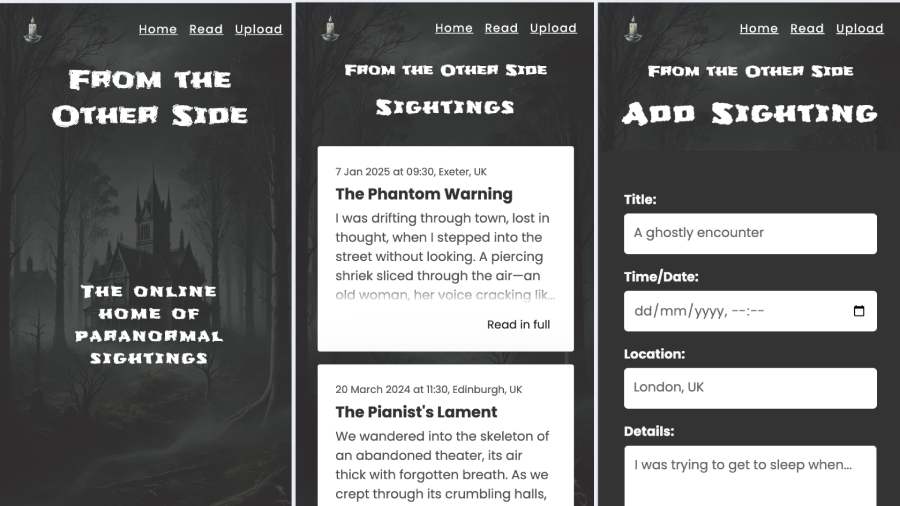 Home Read Upload
From the
Other Side
The online
home of
paranormal
sightings
Home Read Upload
From the Other Side
Sightings
7 Jan 2025 at 09:30, Exeter, UK
The Phantom Warning
I was drifting through town, lost in
thought, when I stepped into the
street without looking. A piercing
shriek sliced through the air—an
old woman, her voice cracking lik...
Read in full
20 March 2024 at 11:30, Edinburgh, UK
The Pianist's Lament
We wandered into the skeleton of
an abandoned theater, its air
thick with forgotten breath. As we
crept through its crumbling halls,
Home Read Upload
From the Other Side
Add Sighting
Title:
A ghostly encounter
Time/Date:
dd/mm/yyyy, --:--
Location:
London, UK
Details:
I was trying to get to sleep when...